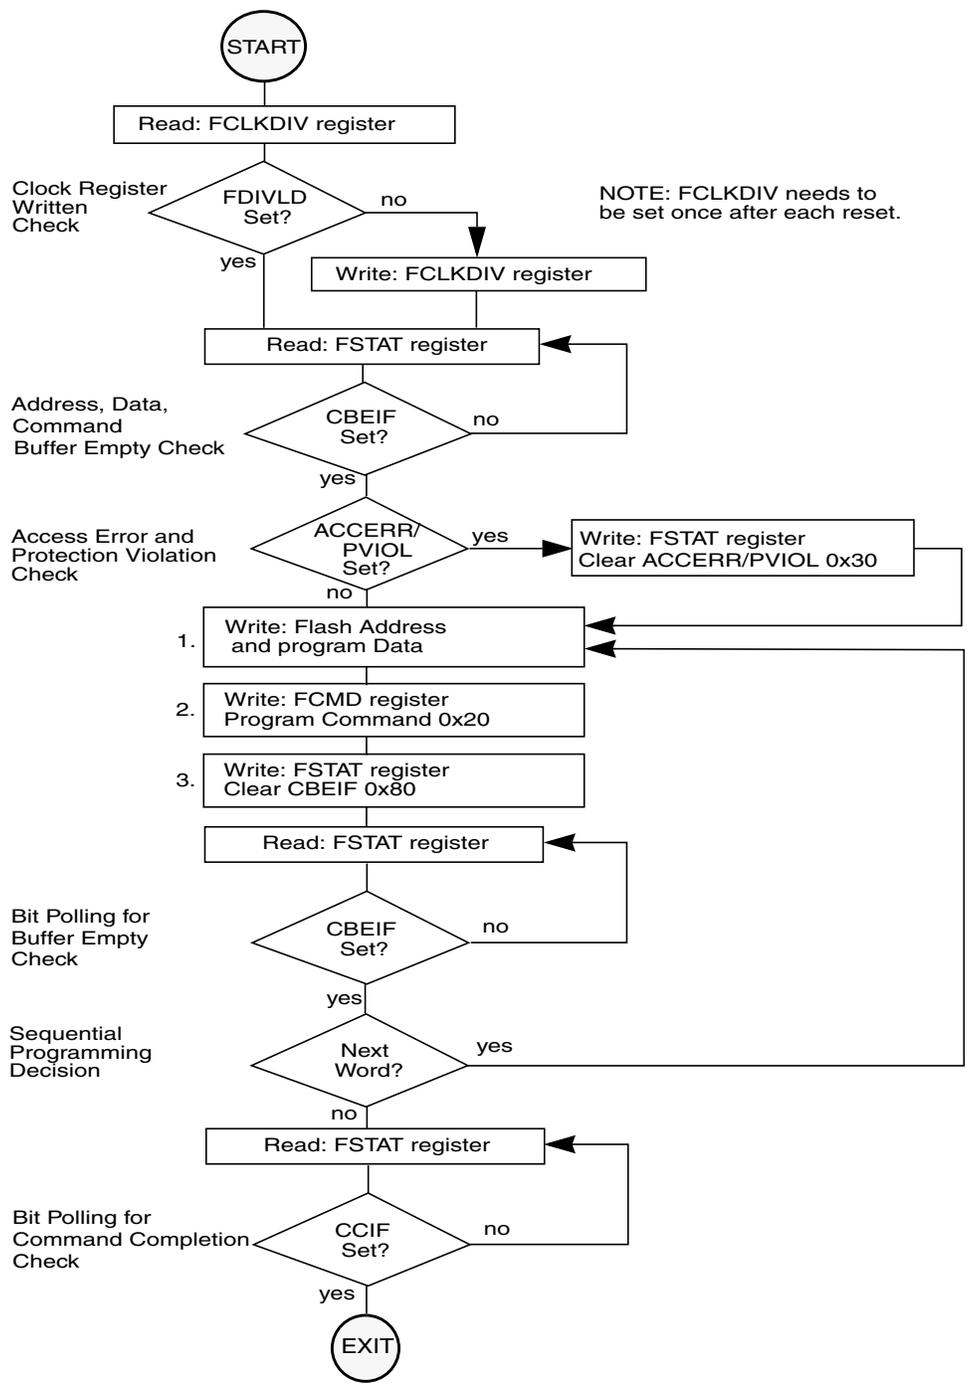 START
Read: FCLKDIV register
Clock Register
Written
Check
FDIVLD
Set?
no
yes
NOTE: FCLKDIV needs to
be set once after each reset.
Write: FCLKDIV register
Read: FSTAT register
Address, Data,
Command
Buffer Empty Check
CBEIF
Set?
no
yes
Access Error and
Protection Violation
Check
ACCERR/
PVIOL
Set?
yes
no
Write: FSTAT register
Clear ACCERR/PVIOL 0x30
1.
Write: Flash Address
and program Data
2.
Write: FCMD register
Program Command 0x20
3.
Write: FSTAT register
Clear CBEIF 0x80
Read: FSTAT register
Bit Polling for
Buffer Empty
Check
CBEIF
Set?
no
yes
Sequential
Programming
Decision
Next
Word?
yes
no
Read: FSTAT register
Bit Polling for
Command Completion
Check
CCIF
Set?
no
yes
EXIT